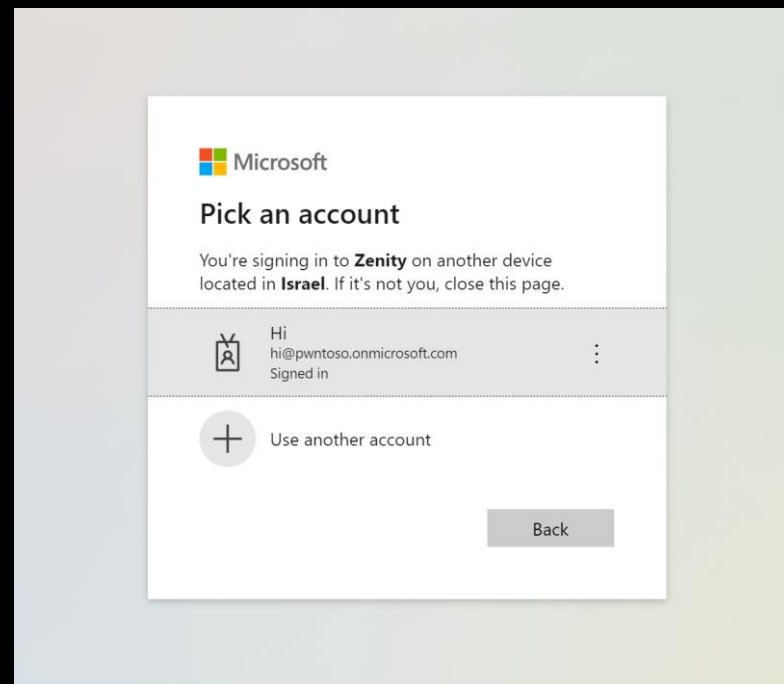 Microsoft
Pick an account
You're signing in to Zenity on another device
located in Israel. If it's not you, close this page.
Hi
hi@pwntoso.onmicrosoft.com
Signed in
Use another account
Back